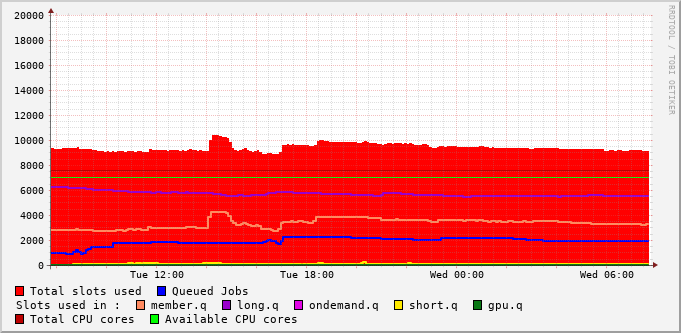 RRDTOOL / TOBI OETIKER
20000
18000
16000
14000
12000
10000
8000
6000
4000
2000
0
Tue 12:00 Tue 18:00 Wed 00:00 Wed 06:00
Total slots used Queued Jobs
Slots used in : member.q long.q ondemand.q short.q gpu.q
Total CPU cores Available CPU cores